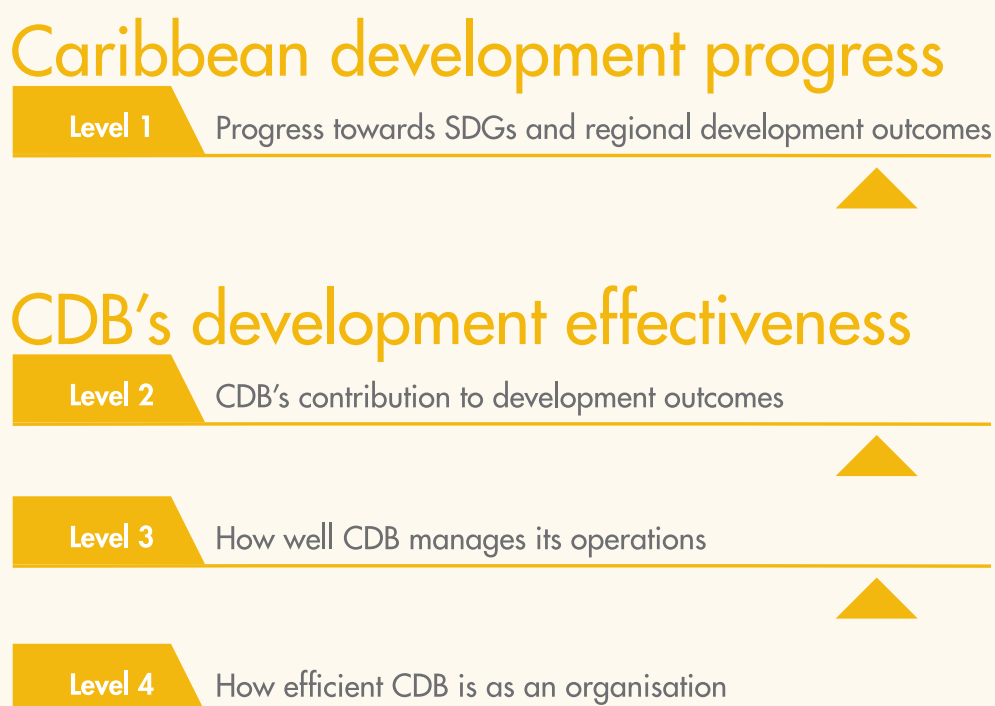 Caribbean development progress
Level 1 Progress towards SDGs and regional development outcomes
CDB’s development effectiveness
Level 2 CDB’s contribution to development outcomes
Level 3 How well CDB manages its operations
Level 4 How efficient CDB is as an organisation